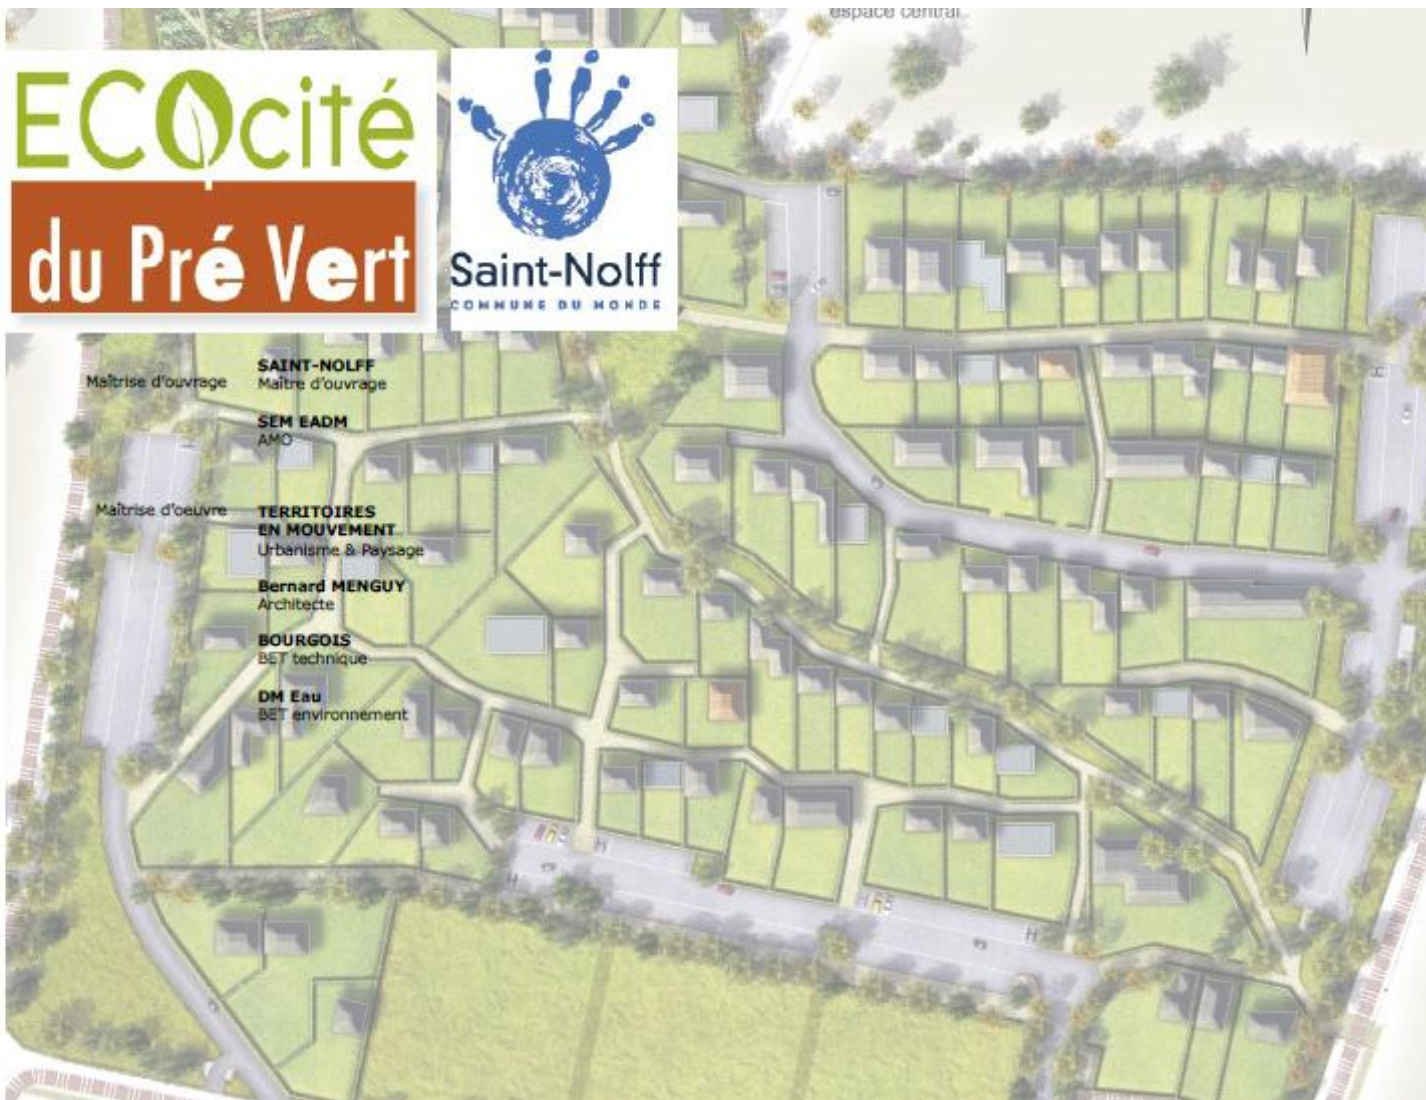 espace central
ECOcité
du Pré Vert
Saint-Nolff
COMMUNE DU MONDE
Maîtrise d'ouvrage
SAINT-NOLFF
Maître d'ouvrage
SEM EADM
AMO
Maîtrise d'oeuvre
TERRITOIRES
EN MOUVEMENT
Urbanisme & Paysage
Bernard MENGUY
Architecte
BOURGOIS
BET technique
DM Eau
BET environnement